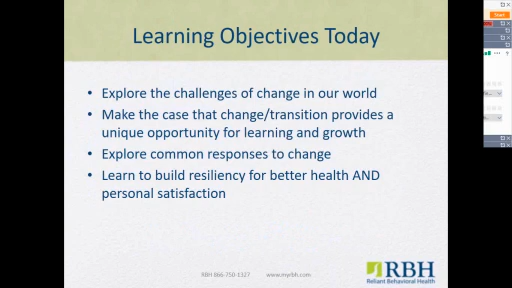 Learning Objectives Today
• Explore the challenges of change in our world
• Make the case that change/transition provides a
unique opportunity for learning and growth
• Explore common responses to change
• Learn to build resiliency for better health AND
personal satisfaction
RBH 866-750-1327 www.myrbh.com
RBH
Reliant Behavioral Health